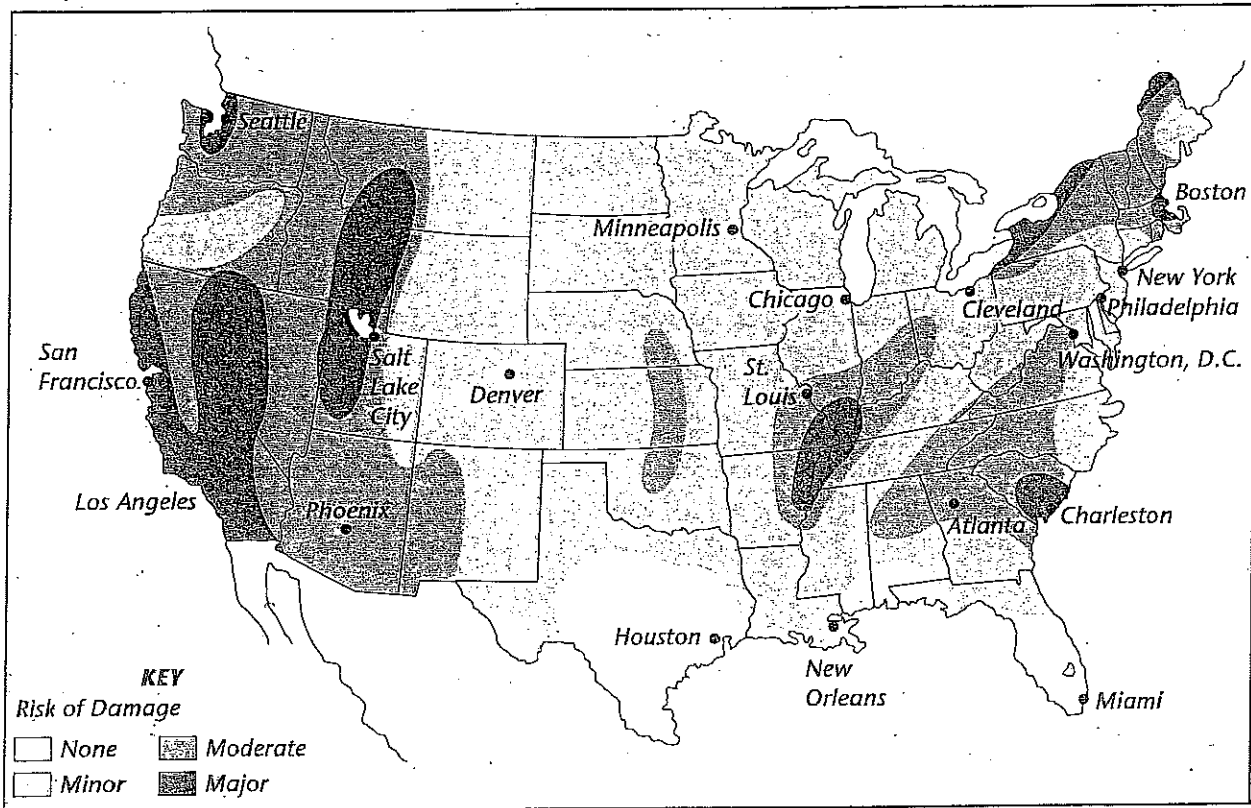 Seattle
Boston
Minneapolis
New York
Chicago
Cleveland
Philadelphia
San
Francisco
Salt
Lake
City
Denver
St.
Louis
Washington, D.C.
Los Angeles
Phoenix
Atlanta
Charleston
Houston
New
Orleans
Miami
KEY
Risk of Damage
None
Moderate
Minor
Major